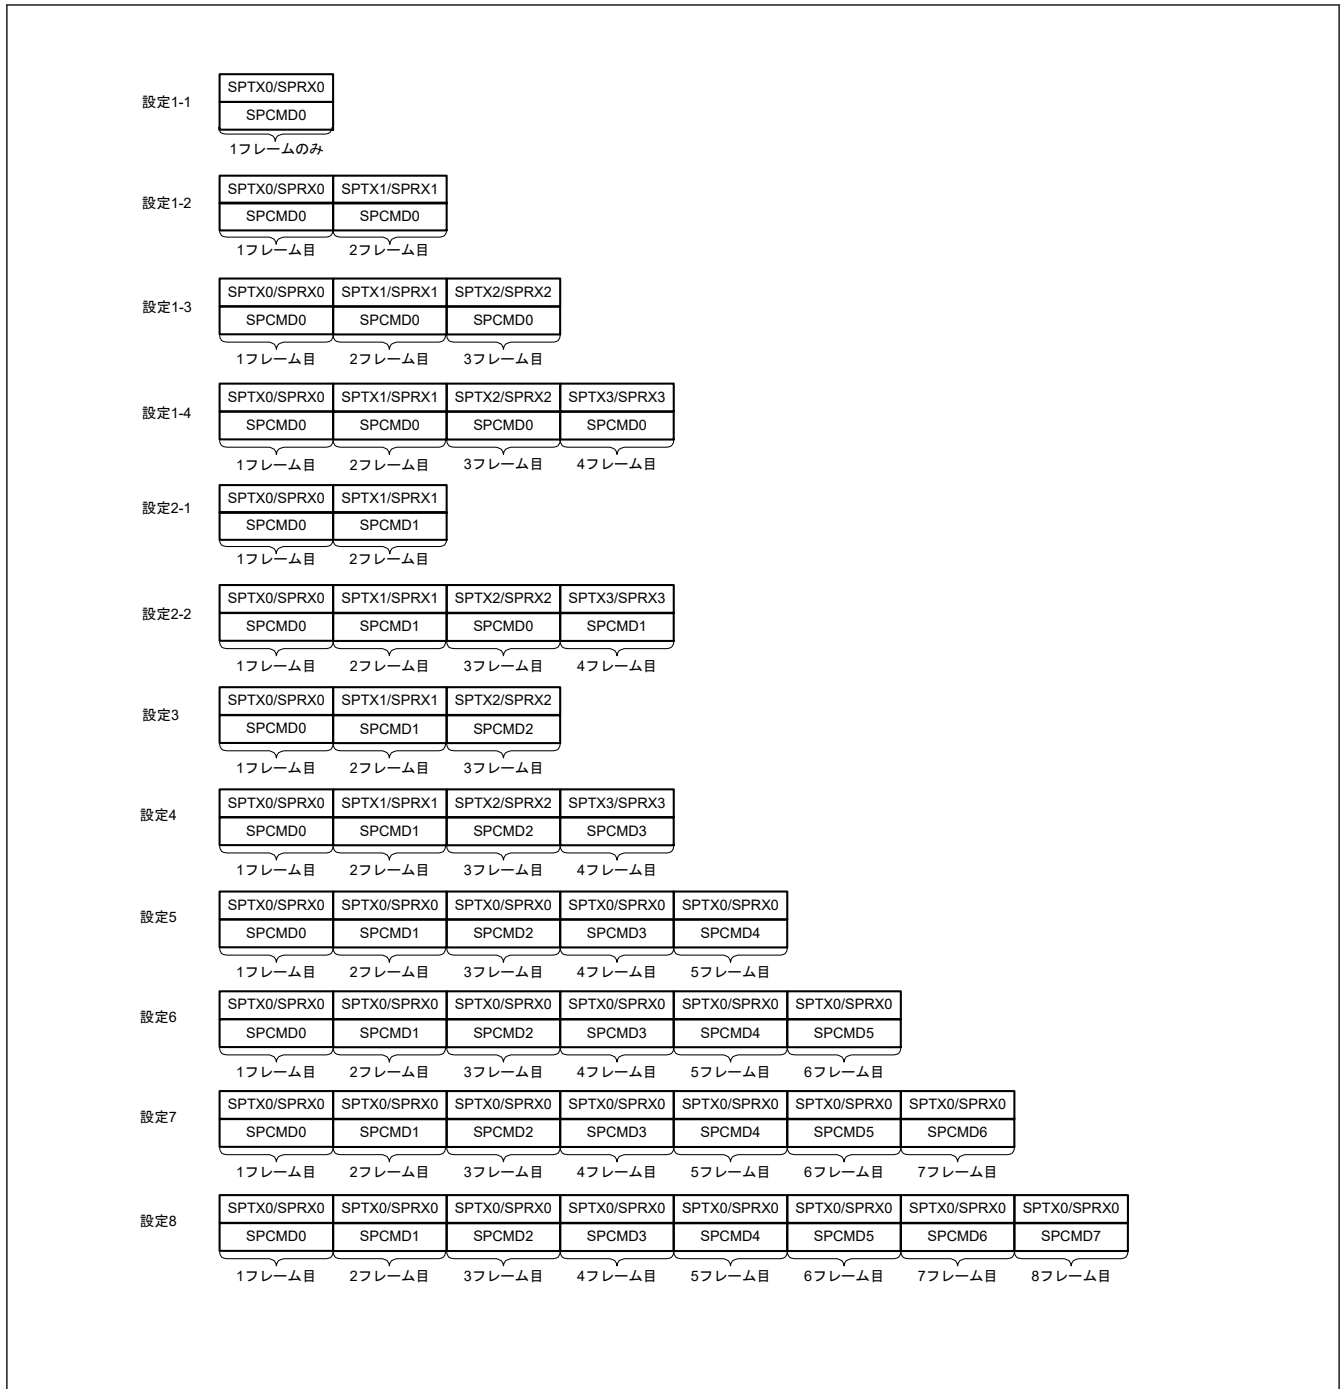 設定1-1
SPTX0/SPRX0
SPCMD0
1フレームのみ
設定1-2
SPTX0/SPRX0 SPTX1/SPRX1
SPCMD0 SPCMD0
1フレーム目 2フレーム目
設定1-3
SPTX0/SPRX0 SPTX1/SPRX1 SPTX2/SPRX2
SPCMD0 SPCMD0 SPCMD0
1フレーム目 2フレーム目 3フレーム目
設定1-4
SPTX0/SPRX0 SPTX1/SPRX1 SPTX2/SPRX2 SPTX3/SPRX3
SPCMD0 SPCMD0 SPCMD0 SPCMD0
1フレーム目 2フレーム目 3フレーム目 4フレーム目
設定2-1
SPTX0/SPRX0 SPTX1/SPRX1
SPCMD0 SPCMD1
1フレーム目 2フレーム目
設定2-2
SPTX0/SPRX0 SPTX1/SPRX1 SPTX2/SPRX2 SPTX3/SPRX3
SPCMD0 SPCMD1 SPCMD0 SPCMD1
1フレーム目 2フレーム目 3フレーム目 4フレーム目
設定3
SPTX0/SPRX0 SPTX1/SPRX1 SPTX2/SPRX2
SPCMD0 SPCMD1 SPCMD2
1フレーム目 2フレーム目 3フレーム目
設定4
SPTX0/SPRX0 SPTX1/SPRX1 SPTX2/SPRX2 SPTX3/SPRX3
SPCMD0 SPCMD1 SPCMD2 SPCMD3
1フレーム目 2フレーム目 3フレーム目 4フレーム目
設定5
SPTX0/SPRX0 SPTX0/SPRX0 SPTX0/SPRX0 SPTX0/SPRX0 SPTX0/SPRX0
SPCMD0 SPCMD1 SPCMD2 SPCMD3 SPCMD4
1フレーム目 2フレーム目 3フレーム目 4フレーム目 5フレーム目
設定6
SPTX0/SPRX0 SPTX0/SPRX0 SPTX0/SPRX0 SPTX0/SPRX0 SPTX0/SPRX0 SPTX0/SPRX0
SPCMD0 SPCMD1 SPCMD2 SPCMD3 SPCMD4 SPCMD5
1フレーム目 2フレーム目 3フレーム目 4フレーム目 5フレーム目 6フレーム目
設定7
SPTX0/SPRX0 SPTX0/SPRX0 SPTX0/SPRX0 SPTX0/SPRX0 SPTX0/SPRX0 SPTX0/SPRX0 SPTX0/SPRX0
SPCMD0 SPCMD1 SPCMD2 SPCMD3 SPCMD4 SPCMD5 SPCMD6
1フレーム目 2フレーム目 3フレーム目 4フレーム目 5フレーム目 6フレーム目 7フレーム目
設定8
SPTX0/SPRX0 SPTX0/SPRX0 SPTX0/SPRX0 SPTX0/SPRX0 SPTX0/SPRX0 SPTX0/SPRX0 SPTX0/SPRX0 SPTX0/SPRX0
SPCMD0 SPCMD1 SPCMD2 SPCMD3 SPCMD4 SPCMD5 SPCMD6 SPCMD7
1フレーム目 2フレーム目 3フレーム目 4フレーム目 5フレーム目 6フレーム目 7フレーム目 8フレーム目